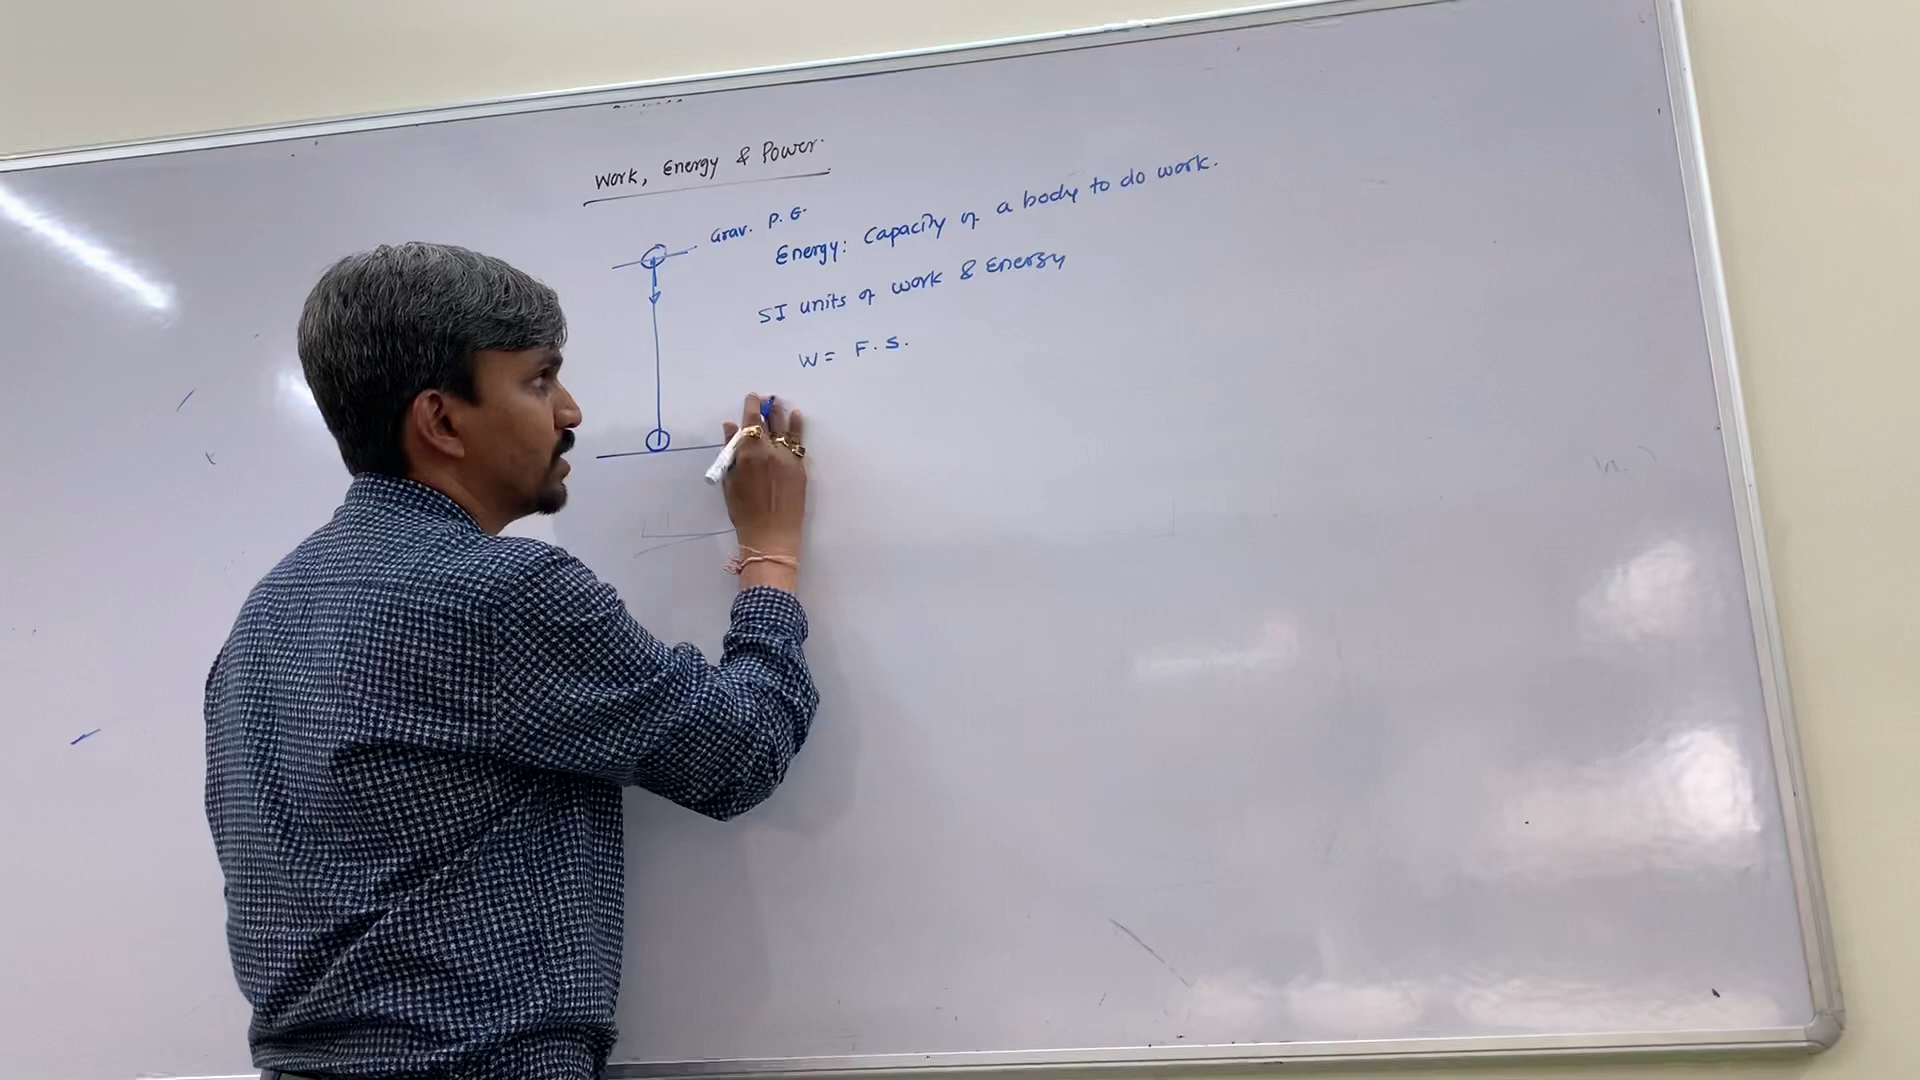 Work, Energy & Power.
Grav. P.E.
Energy: Capacity of a body to do work.
SI units of work & Energy
W = F.S.